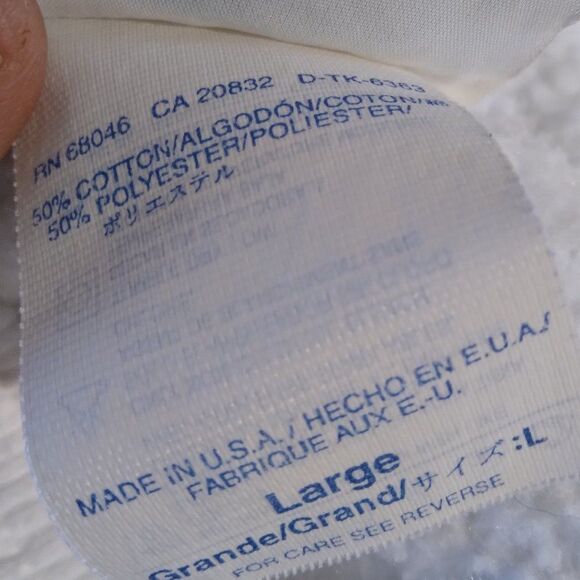 RN 68046 CA 20832 D-TK-6363
50% COTTON/ALGODÓN/COTON/
50% POLYESTER/POLIESTER/
ポリエステル
MADE IN U.S.A./ HECHO EN E.U.A./
FABRIQUE AUX E.-U.
Large
Grande/Grand/サイズ:L
FOR CARE SEE REVERSE